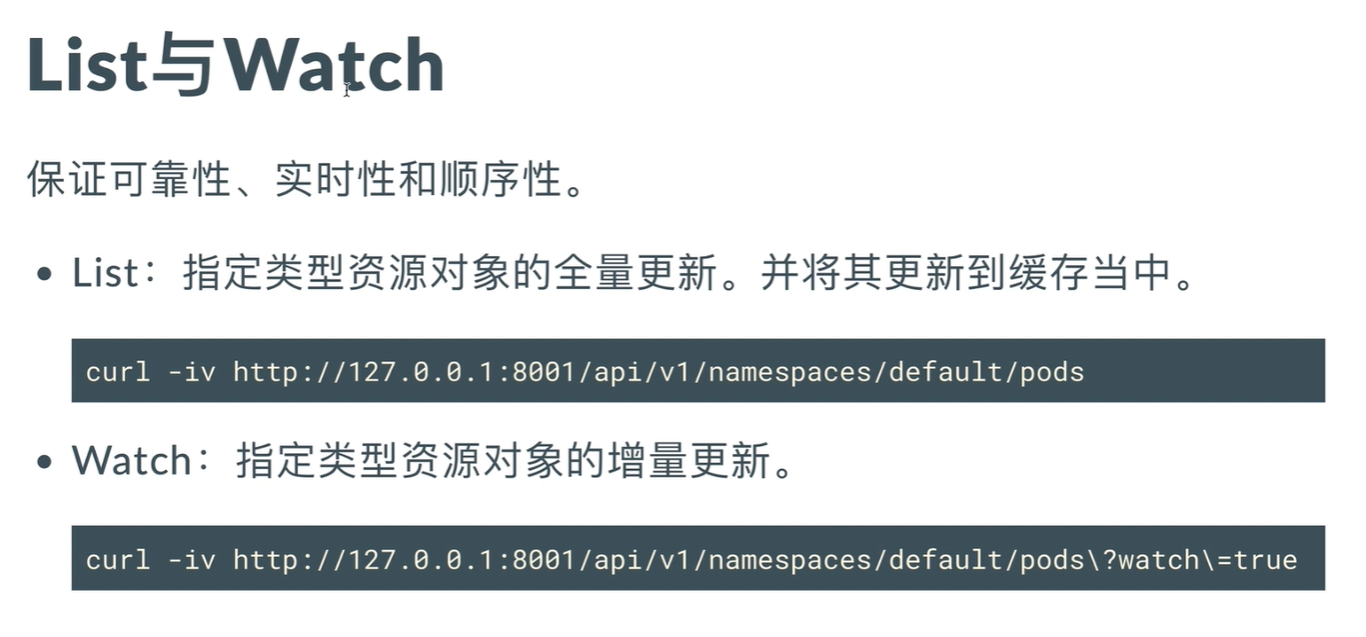 List与Watch
保证可靠性、实时性和顺序性。
• List：指定类型资源对象的全量更新。并将其更新到缓存当中。
curl -iv http://127.0.0.1:8001/api/v1/namespaces/default/pods
• Watch：指定类型资源对象的增量更新。
curl -iv http://127.0.0.1:8001/api/v1/namespaces/default/pods\?watch\=true